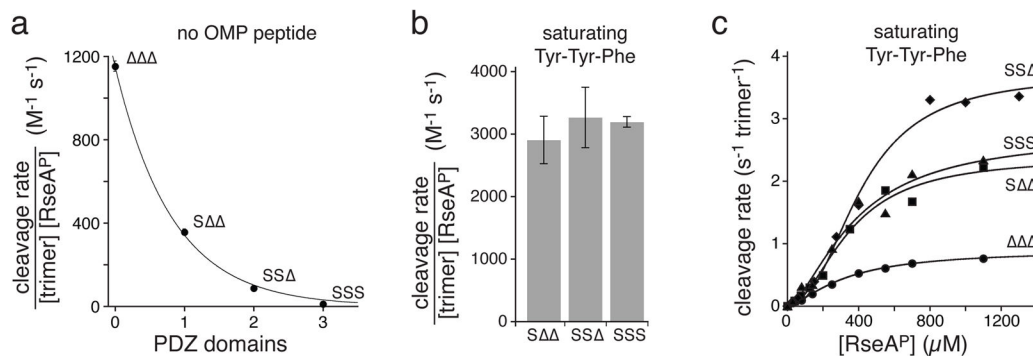 a
no OMP peptide
cleavage rate
[trimer] [RseAᴾ]
(M⁻¹ s⁻¹)
1200
800
400
0
ΔΔΔ
SΔΔ
SSΔ
SSS
0 1 2 3
PDZ domains
b
saturating
Tyr-Tyr-Phe
cleavage rate
[trimer] [RseAᴾ]
(M⁻¹ s⁻¹)
4000
3000
2000
1000
0
SΔΔ SSΔ SSS
c
saturating
Tyr-Tyr-Phe
cleavage rate (s⁻¹ trimer⁻¹)
4
3
2
1
0
SSΔ
SSS
SΔΔ
ΔΔΔ
0 400 800 1200
[RseAᴾ] (µM)